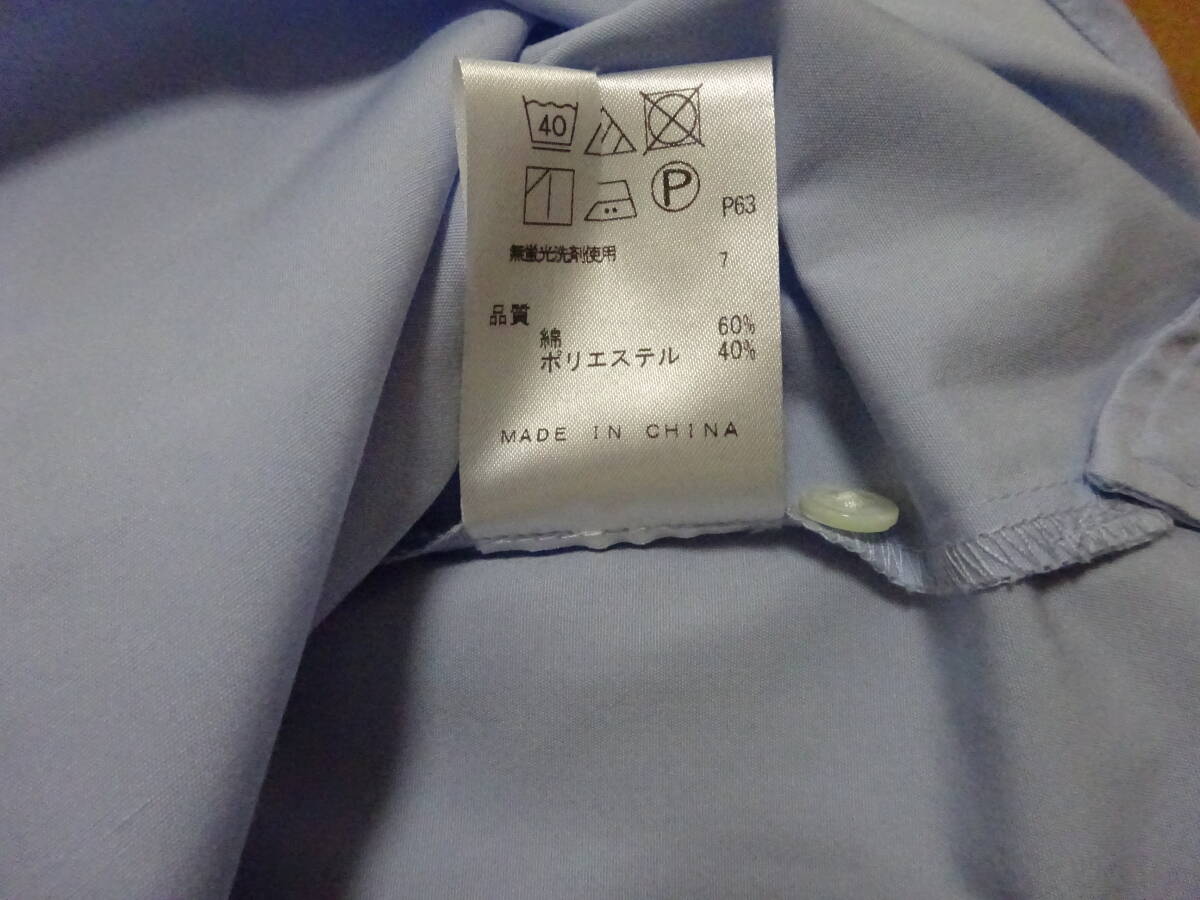 40
P
P63
無蛍光洗剤使用 7
品質
綿 60%
ポリエステル 40%
MADE IN CHINA